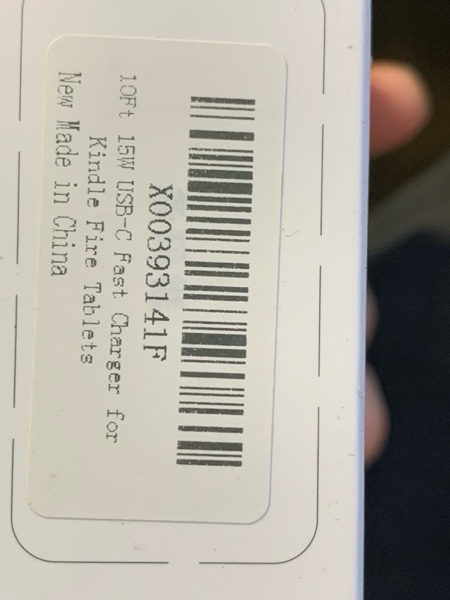 X00393141F
10Ft 15W USB-C Fast Charger for
Kindle Fire Tablets
New Made in China